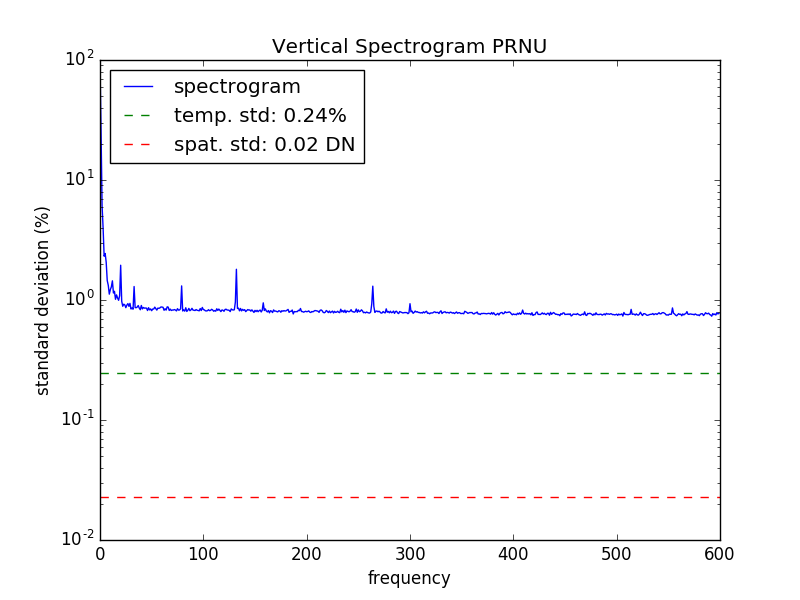 Vertical Spectrogram PRNU
spectrogram
temp. std: 0.24%
spat. std: 0.02 DN
10^2
10^1
10^0
10^-1
10^-2
standard deviation (%)
0 100 200 300 400 500 600
frequency